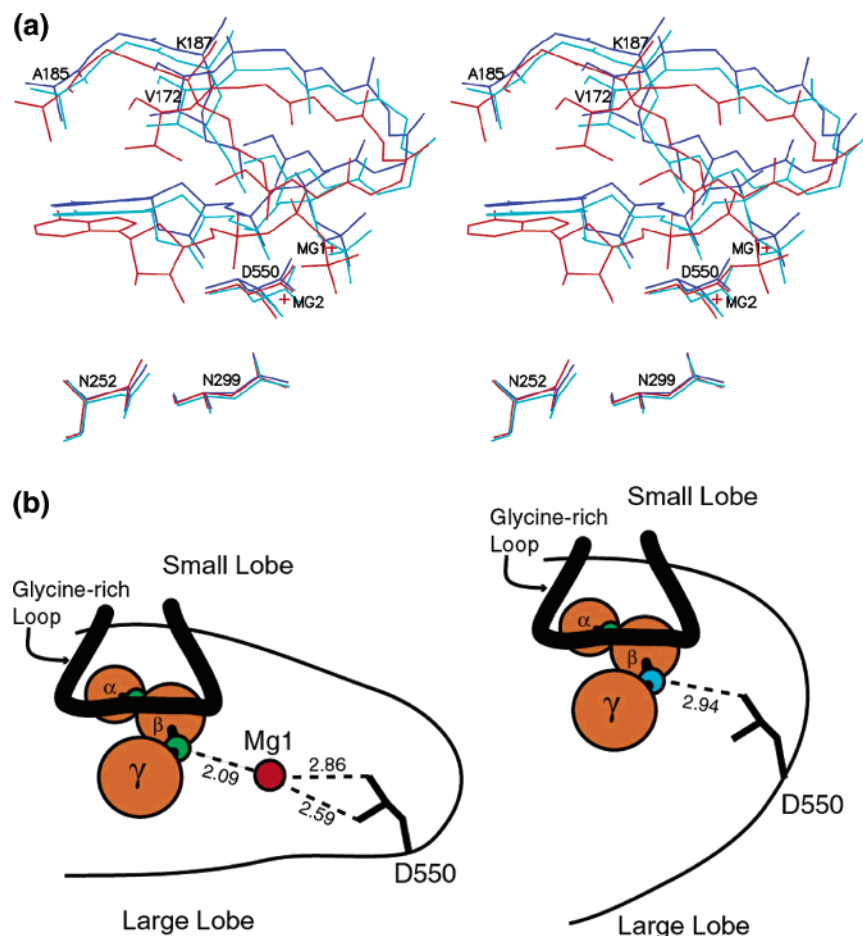 (a)
K187
A185
V172
MG1
D550
MG2
N252
N299
K187
A185
V172
MG1
D550
MG2
N252
N299
(b)
Small Lobe
Glycine-rich
Loop
α
β
γ
Mg1
2.09
2.86
2.59
D550
Large Lobe
Small Lobe
Glycine-rich
Loop
α
β
γ
2.94
D550
Large Lobe